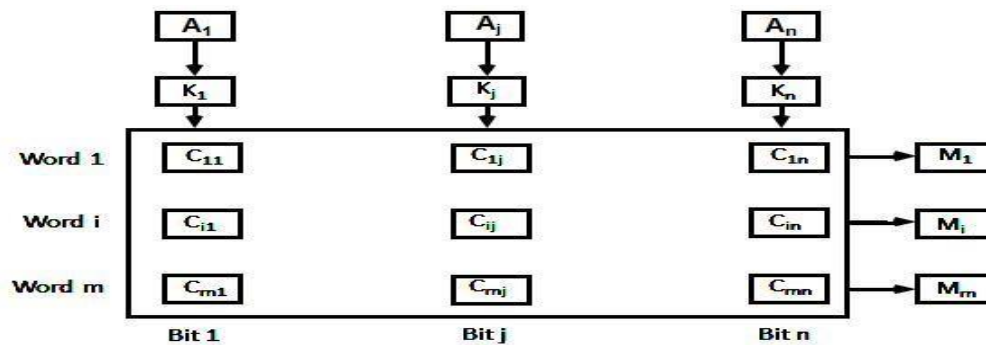 A₁ Aⱼ Aₙ
K₁ Kⱼ Kₙ
Word 1 C₁₁ C₁ⱼ C₁ₙ M₁
Word i Cᵢ₁ Cᵢⱼ Cᵢₙ Mᵢ
Word m Cₘ₁ Cₘⱼ Cₘₙ Mₘ
Bit 1 Bit j Bit n